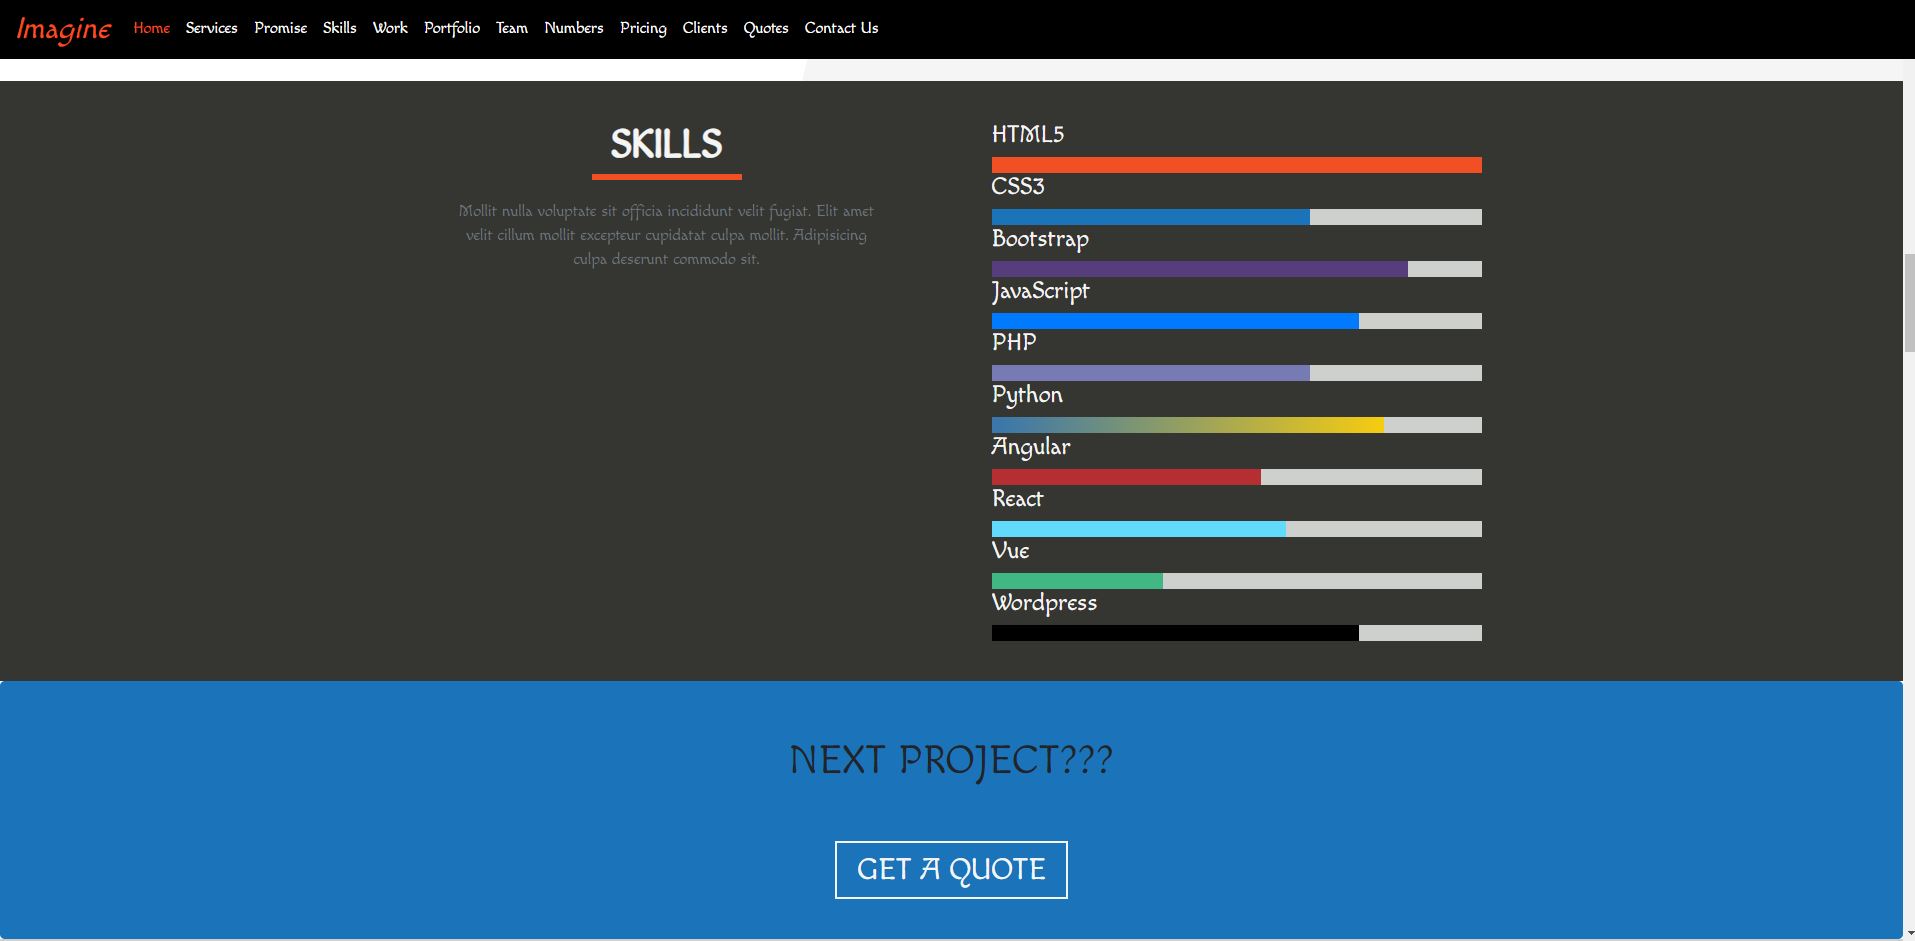 Imagine Home Services Promise Skills Work Portfolio Team Numbers Pricing Clients Quotes Contact Us
SKILLS
Mollit nulla voluptate sit officia incididunt velit fugiat. Elit amet
velit cillum mollit excepteur cupidatat culpa mollit. Adipisicing
culpa deserunt commodo sit.
HTML5
CSS3
Bootstrap
JavaScript
PHP
Python
Angular
React
Vue
Wordpress
NEXT PROJECT???
GET A QUOTE